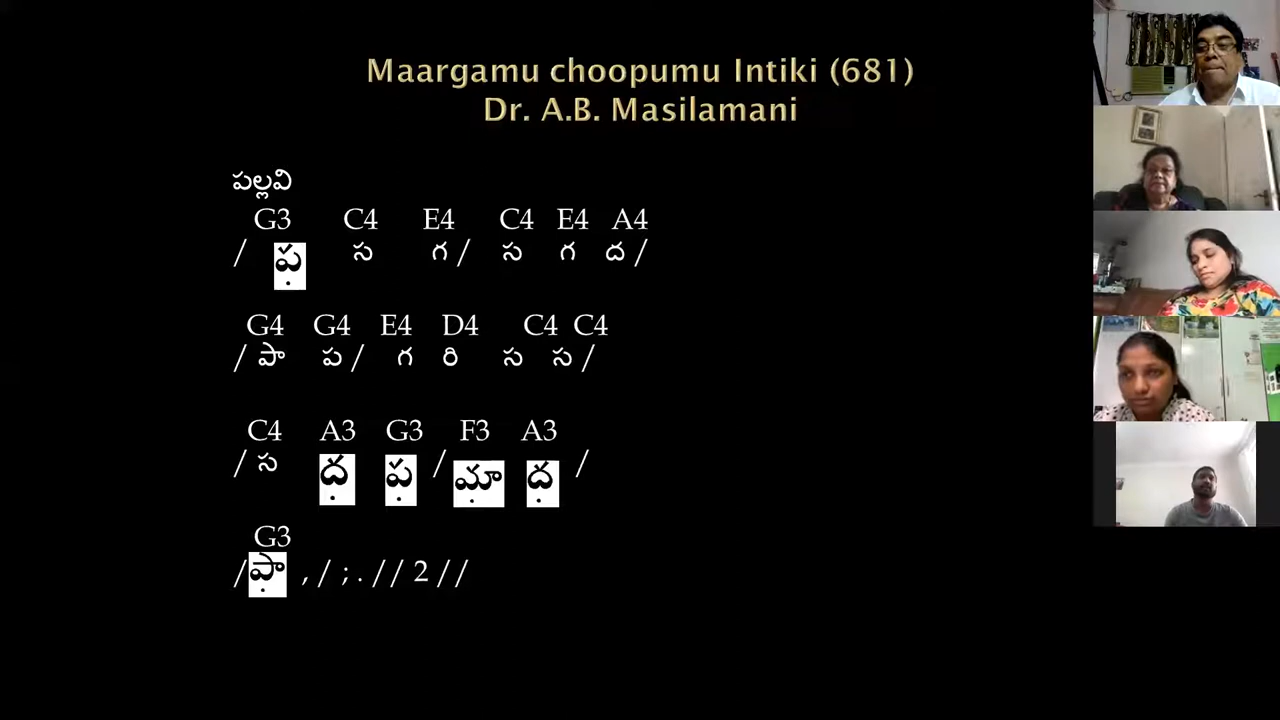 Maargamu choopumu Intiki (681)
Dr. A.B. Masilamani
పల్లవి
G3 C4 E4 C4 E4 A4
/ ప̣ స గ / స గ ద /
G4 G4 E4 D4 C4 C4
/ పా ప / గ రి స స /
C4 A3 G3 F3 A3
/ స ద̣ ప̣ / మా̣ ద̣ /
G3
/ పా̣ , / ; . // 2 //